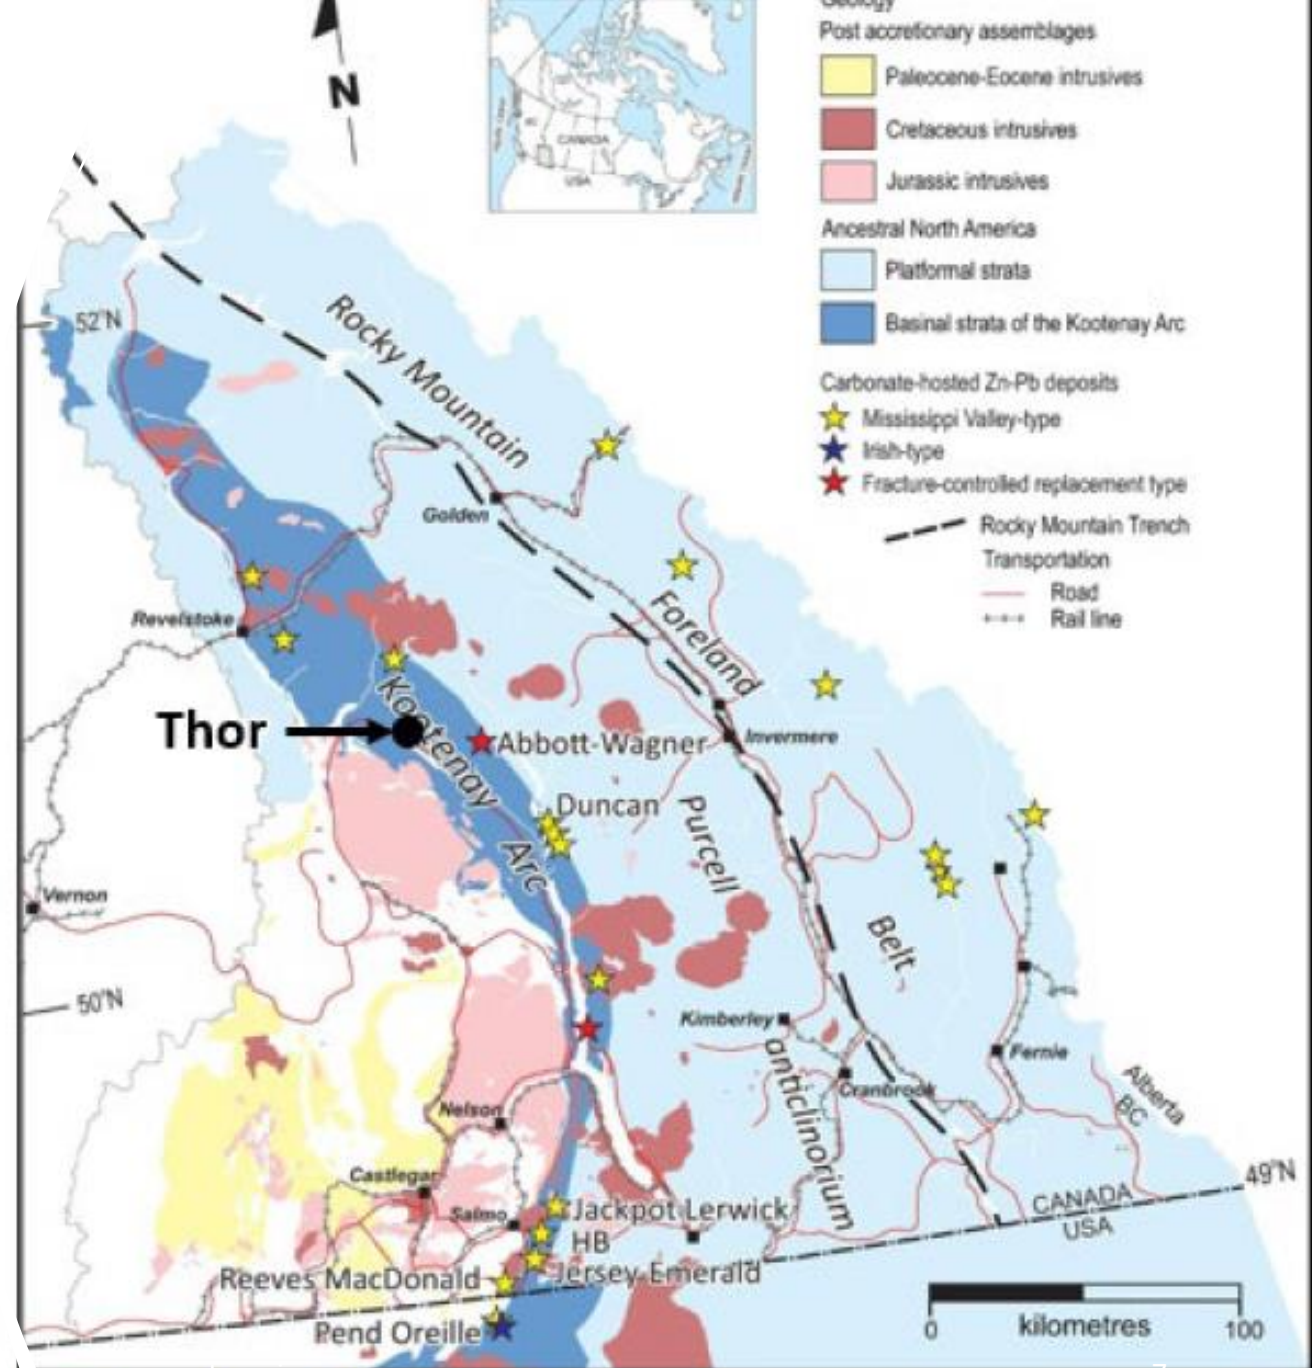 Geology
Post accretionary assemblages
Paleocene-Eocene intrusives
Cretaceous intrusives
Jurassic intrusives
Ancestral North America
Platformal strata
Basinal strata of the Kootenay Arc
Carbonate-hosted Zn-Pb deposits
Mississippi Valley-type
Irish-type
Fracture-controlled replacement type
Rocky Mountain Trench
Transportation
Road
Rail line
N
CANADA
USA
52°N
Rocky Mountain
Foreland
Belt
Golden
Revelstoke
Thor
Kootenay
Arc
Abbott-Wagner
Invermere
Duncan
Purcell
anticlinorium
Vernon
50°N
Kimberley
Cranbrook
Fernie
Alberta
BC
Nelson
Castlegar
Salmo
Jackpot Lerwick
HB
Jersey Emerald
Reeves MacDonald
Pend Oreille
CANADA
USA
49°N
0
kilometres
100